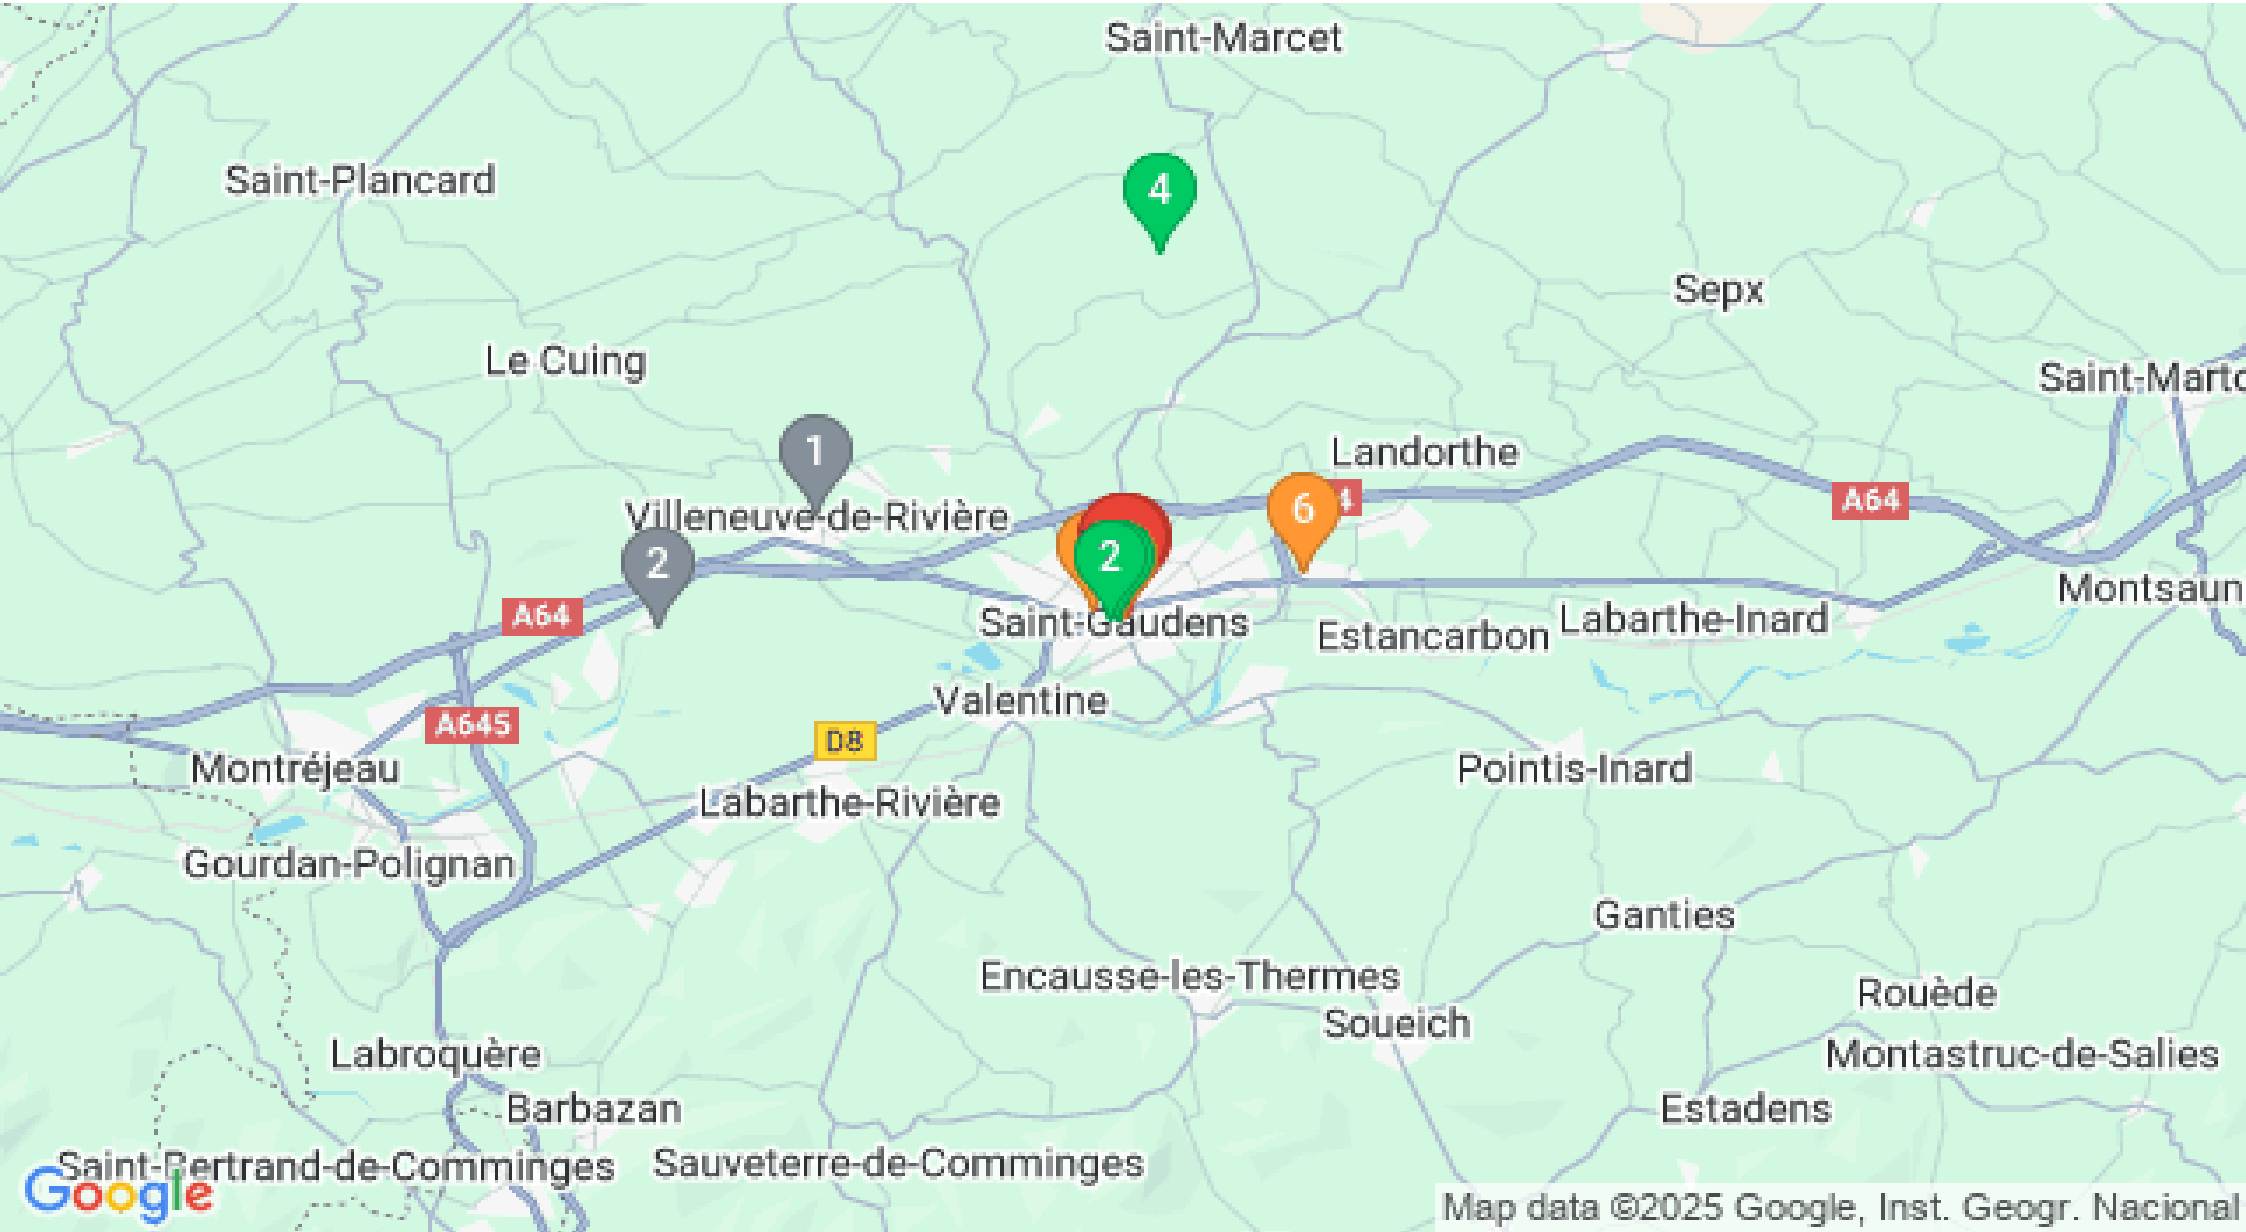 Saint-Marcet
Saint-Plancard
4
Sepx
Le Cuing
Saint-Marto
1
Landorthe
6
4
A64
Villeneuve-de-Rivière
2
2
A64
Montsaun
Saint-Gaudens
Estancarbon
Labarthe-Inard
Valentine
A645
D8
Montréjeau
Pointis-Inard
Labarthe-Rivière
Gourdan-Polignan
Ganties
Encausse-les-Thermes
Rouède
Soueich
Labroquère
Montastruc-de-Salies
Barbazan
Estadens
Saint-Bertrand-de-Comminges
Sauveterre-de-Comminges
Google
Map data ©2025 Google, Inst. Geogr. Nacional